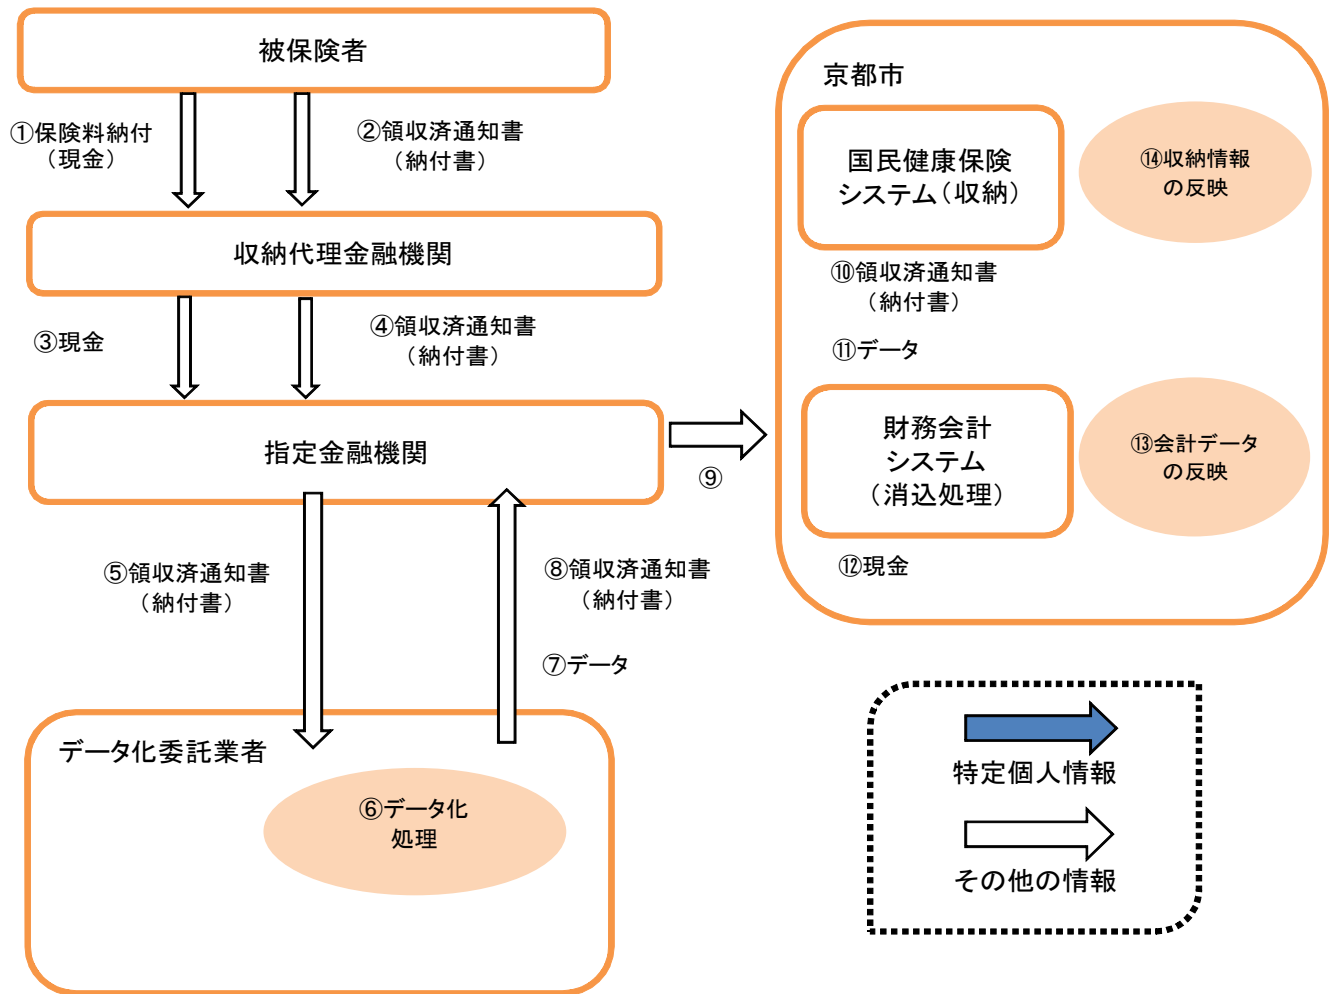 被保険者
①保険料納付
（現金）
②領収済通知書
（納付書）
収納代理金融機関
③現金
④領収済通知書
（納付書）
指定金融機関
⑨
⑤領収済通知書
（納付書）
⑧領収済通知書
（納付書）
⑦データ
データ化委託業者
⑥データ化
処理
京都市
国民健康保険
システム（収納）
⑭収納情報
の反映
⑩領収済通知書
（納付書）
⑪データ
財務会計
システム
（消込処理）
⑬会計データ
の反映
⑫現金
特定個人情報
その他の情報